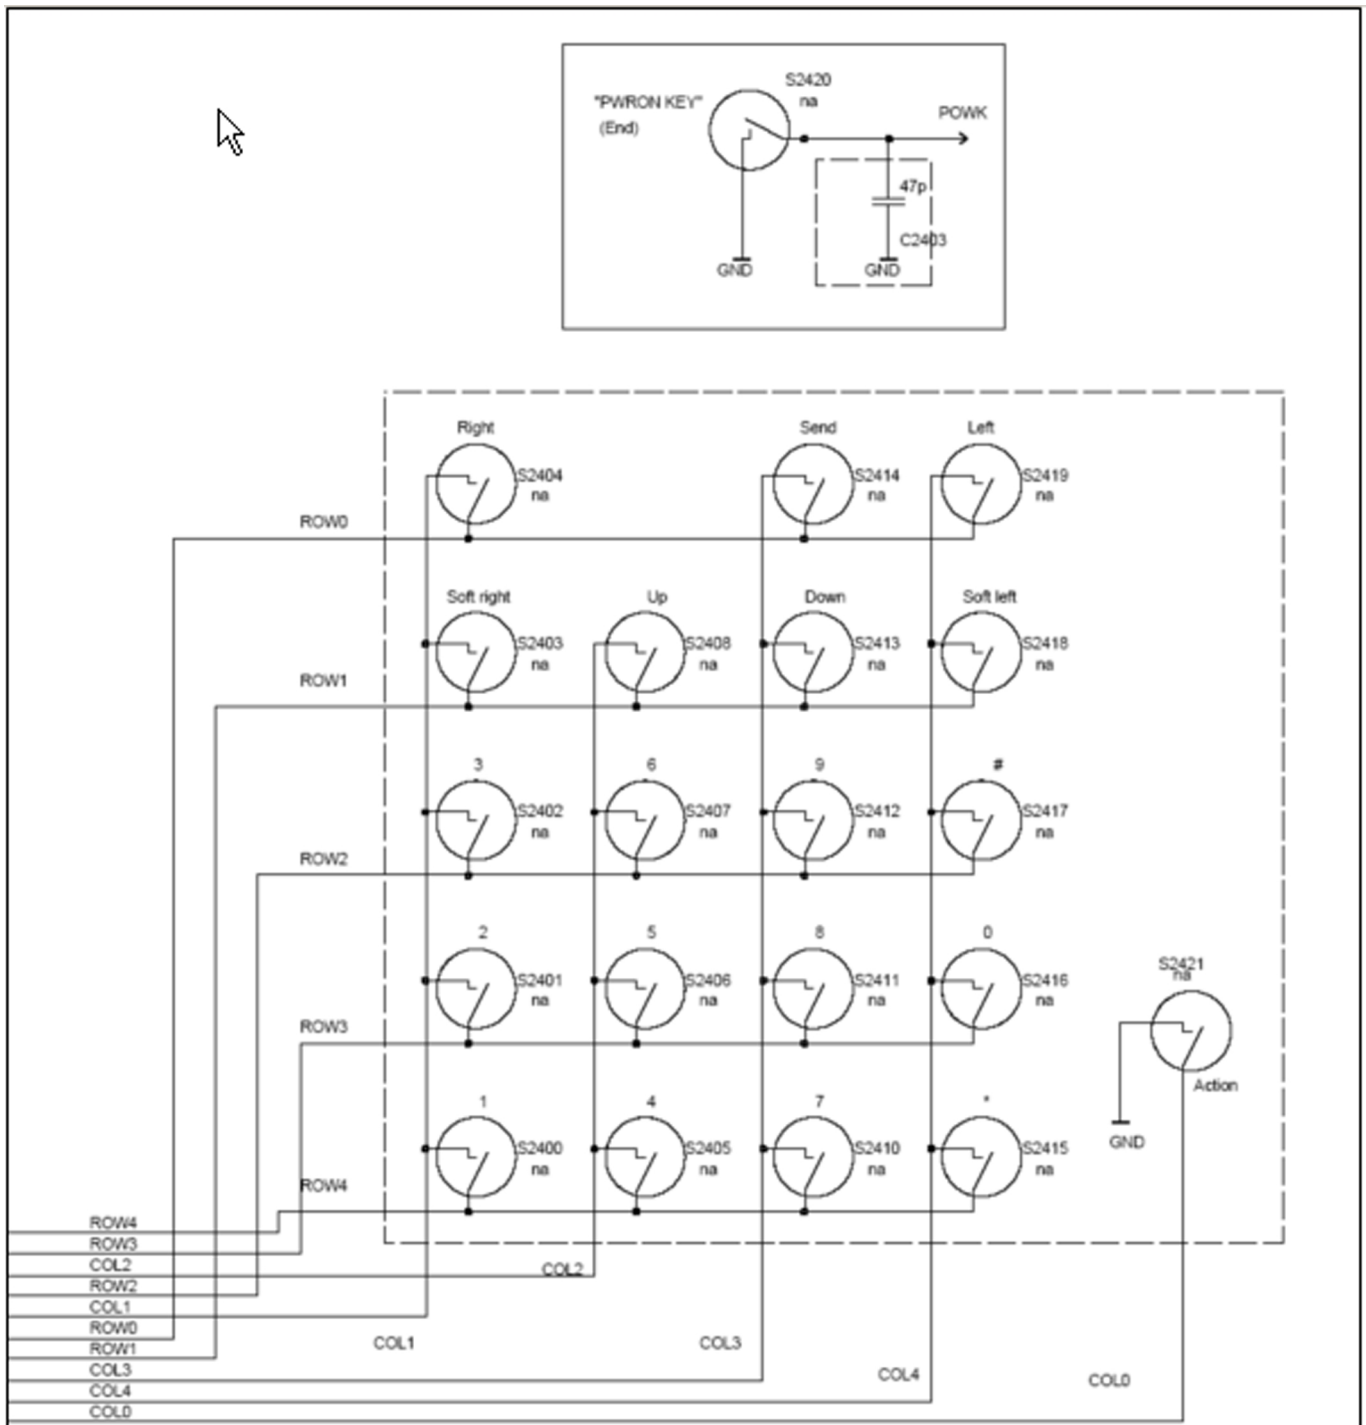 S2420
na
"PWRON KEY"
(End)
POWK
47p
C2403
GND
GND
Right
Send
Left
S2404
na
S2414
na
S2419
na
ROW0
Soft right
Up
Down
Soft left
S2403
na
S2408
na
S2413
na
S2418
na
ROW1
3
6
9
#
S2402
na
S2407
na
S2412
na
S2417
na
ROW2
2
5
8
0
S2401
na
S2406
na
S2411
na
S2416
na
S2421
na
ROW3
Action
1
4
7
*
GND
S2400
na
S2405
na
S2410
na
S2415
na
ROW4
ROW4
ROW3
COL2
COL2
ROW2
COL1
ROW0
COL1
COL3
ROW1
COL3
COL4
COL0
COL4
COL0